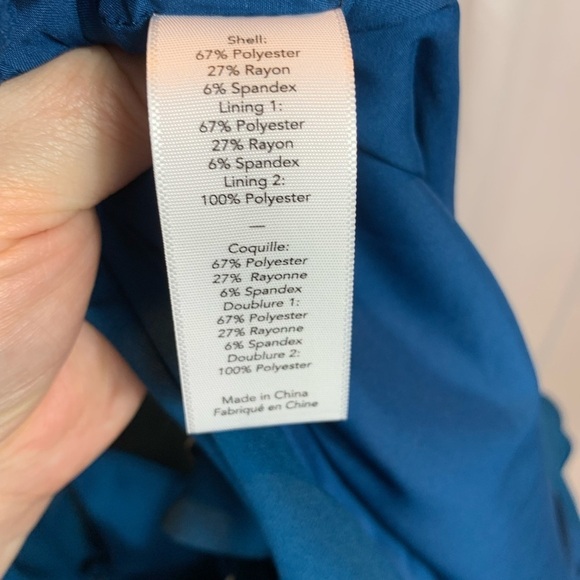 Shell:
67% Polyester
27% Rayon
6% Spandex
Lining 1:
67% Polyester
27% Rayon
6% Spandex
Lining 2:
100% Polyester
—
Coquille:
67% Polyester
27% Rayonne
6% Spandex
Doublure 1:
67% Polyester
27% Rayonne
6% Spandex
Doublure 2:
100% Polyester
Made in China
Fabriqué en Chine